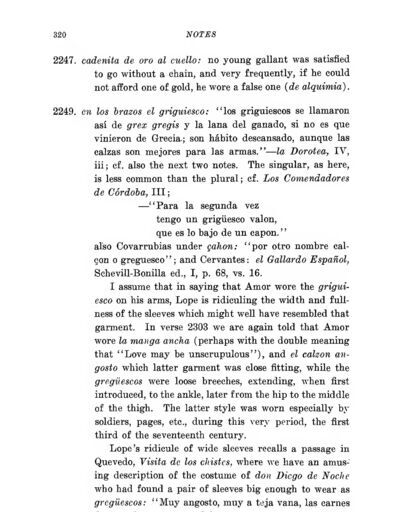 320 NOTES
2247. cadenita de oro al cuello: no young gallant was satisfied
to go without a chain, and very frequently, if he could
not afford one of gold, he wore a false one (de alquimia).
2249. en los brazos el griguiesco: "los griguiescos se llamaron
así de grex gregis y la lana del ganado, si no es que
vinieron de Grecia; son hábito descansado, aunque las
calzas son mejores para las armas."—la Dorotea, IV,
iii; cf. also the next two notes. The singular, as here,
is less common than the plural; cf. Los Comendadores
de Córdoba, III;
—"Para la segunda vez
tengo un grigüesco valon,
que es lo bajo de un capon."
also Covarrubias under çahon: "por otro nombre cal-
çon o greguesco"; and Cervantes: el Gallardo Español,
Schevill-Bonilla ed., I, p. 68, vs. 16.
I assume that in saying that Amor wore the grigui-
esco on his arms, Lope is ridiculing the width and full-
ness of the sleeves which might well have resembled that
garment. In verse 2303 we are again told that Amor
wore la manga ancha (perhaps with the double meaning
that "Love may be unscrupulous"), and el calzon an-
gosto which latter garment was close fitting, while the
gregüescos were loose breeches, extending, when first
introduced, to the ankle, later from the hip to the middle
of the thigh. The latter style was worn especially by
soldiers, pages, etc., during this very period, the first
third of the seventeenth century.
Lope's ridicule of wide sleeves recalls a passage in
Quevedo, Visita de los chistes, where we have an amus-
ing description of the costume of don Diego de Noche
who had found a pair of sleeves big enough to wear as
gregüescos: "Muy angosto, muy a teja vana, las carnes